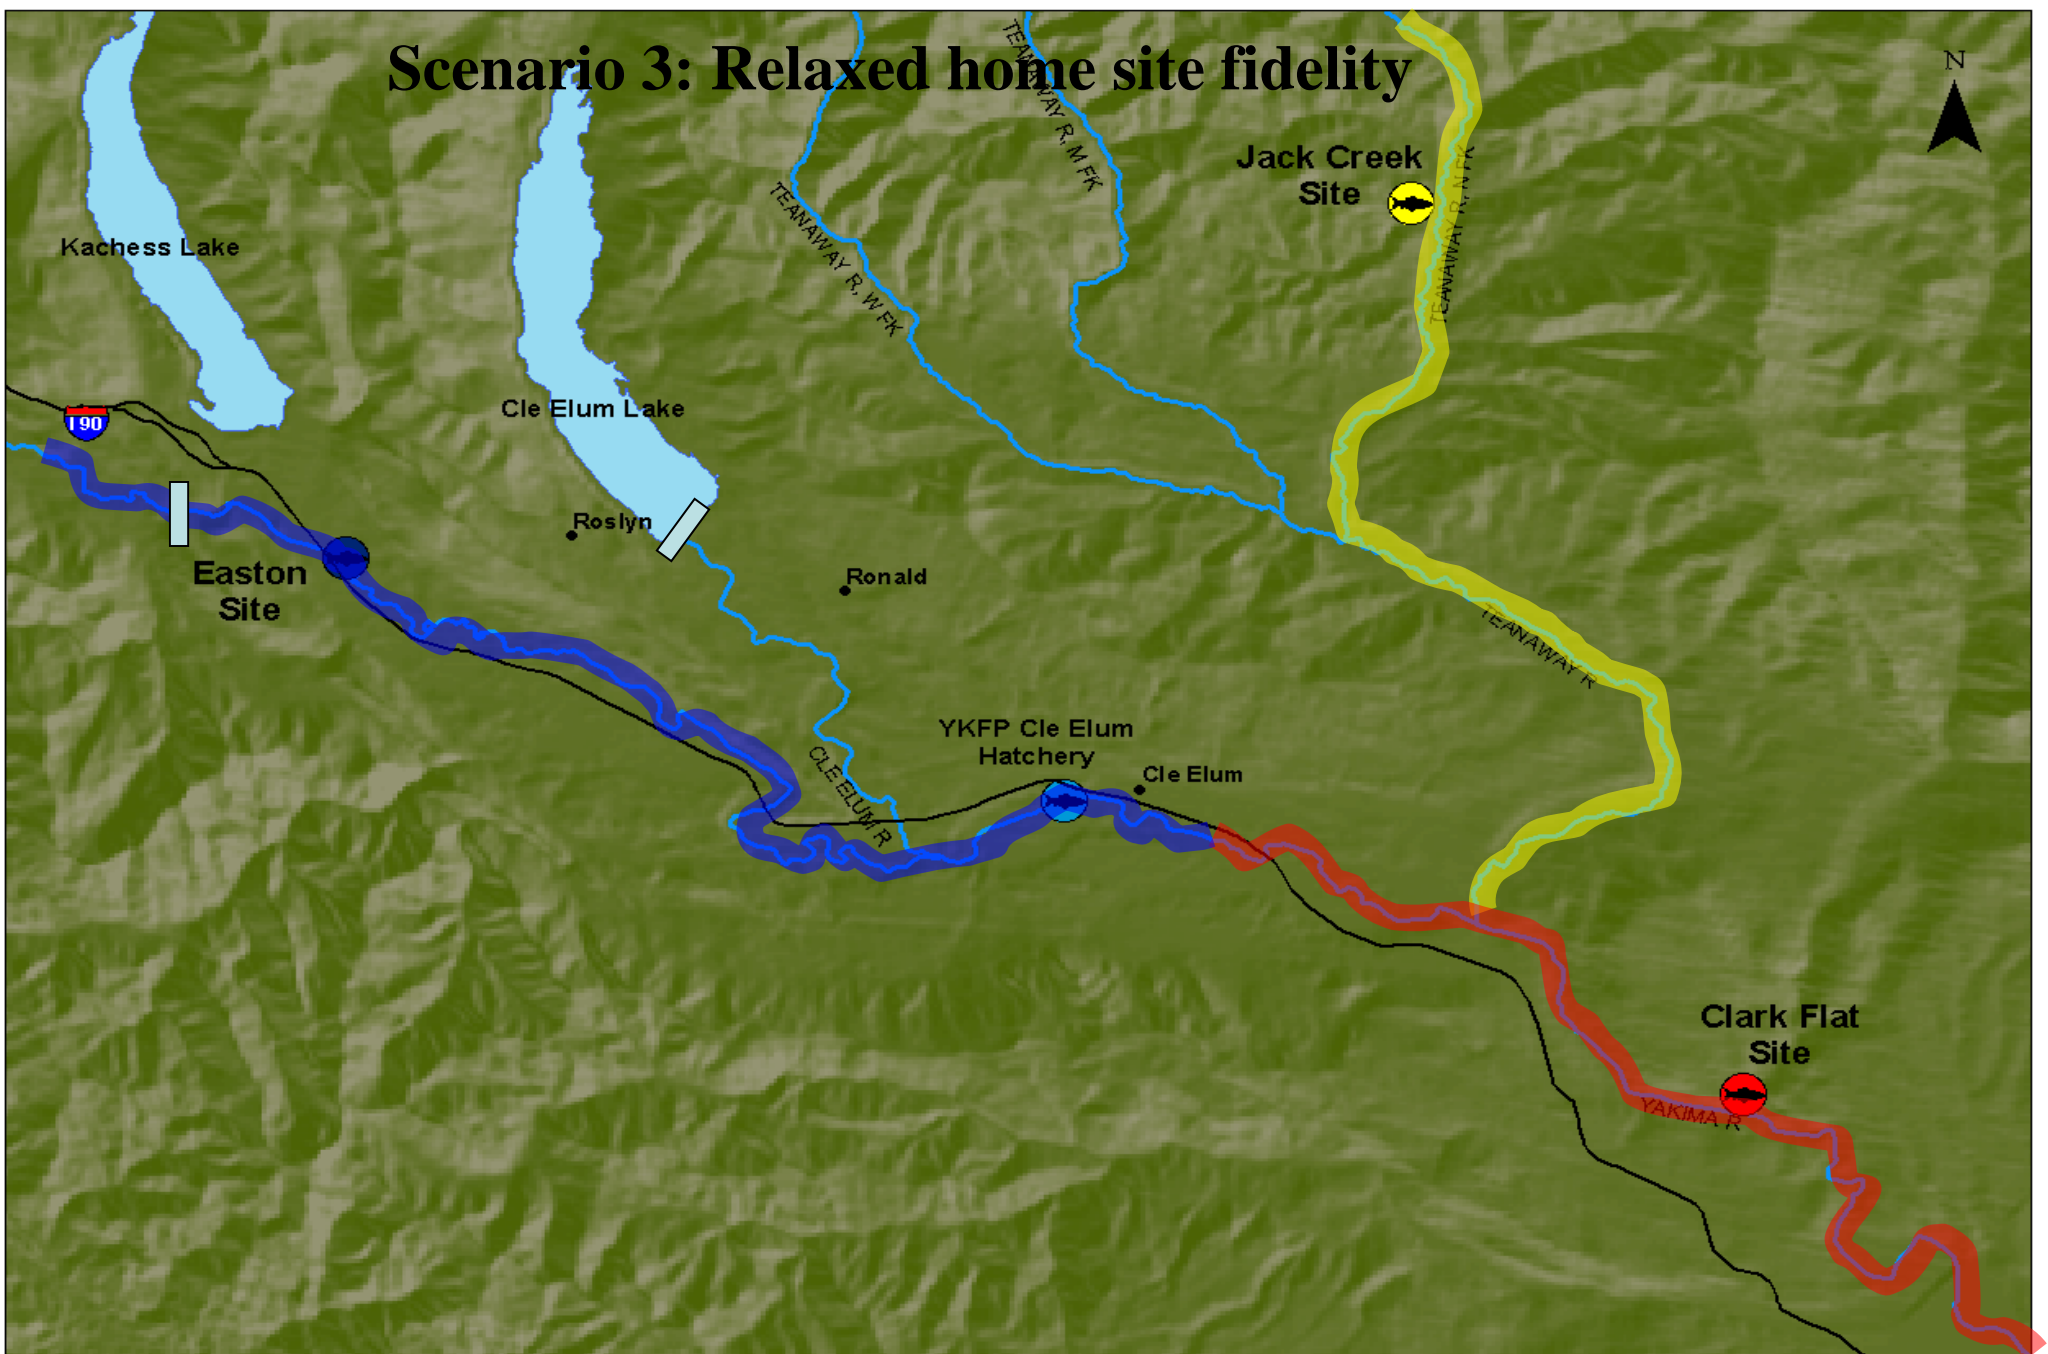 Scenario 3: Relaxed home site fidelity
N
TEANAWAY R, M FK
Jack Creek
Site
TEANAWAY R, N FK
TEANAWAY R, W FK
Kachess Lake
Cle Elum Lake
I 90
Roslyn
Easton
Site
Ronald
TEANAWAY R
YKFP Cle Elum
Hatchery
Cle Elum
CLE ELUM R
Clark Flat
Site
YAKIMA R